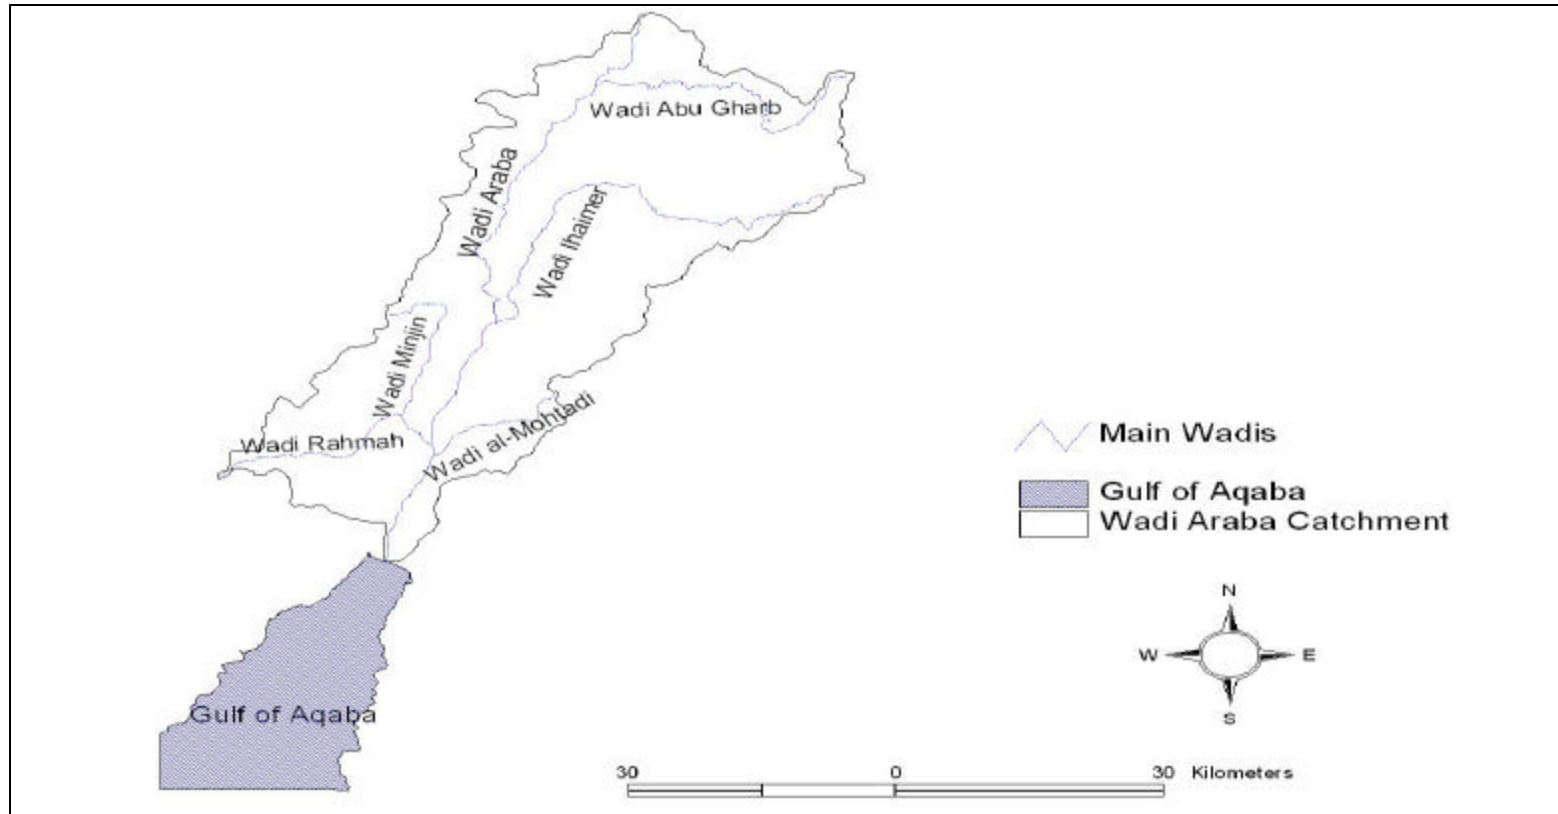 Wadi Abu Gharb
Wadi Araba
Wadi Ihaimer
Wadi Minjin
Wadi Rahmah
Wadi al-Mohtadi
Main Wadis
Gulf of Aqaba
Wadi Araba Catchment
N
W E
S
Gulf of Aqaba
30 0 30 Kilometers